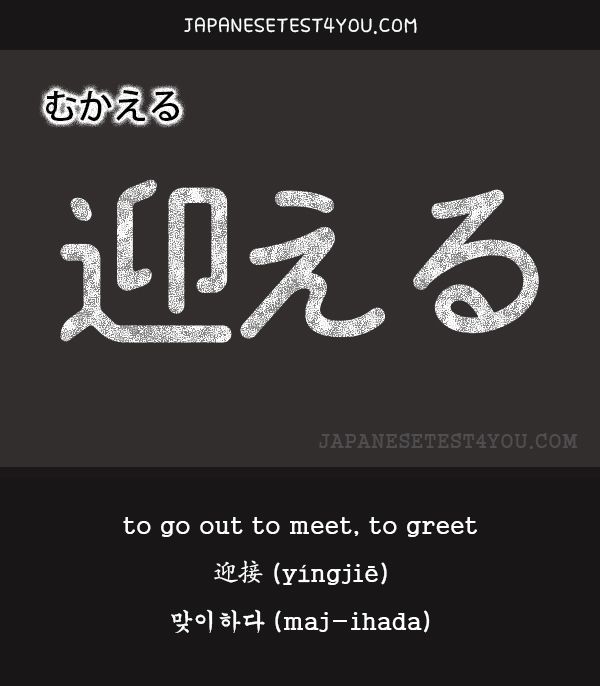 JAPANESETEST4YOU.COM
むかえる
迎える
JAPANESETEST4YOU.COM
to go out to meet, to greet
迎接 (yíngjiē)
맞이하다 (maj-ihada)